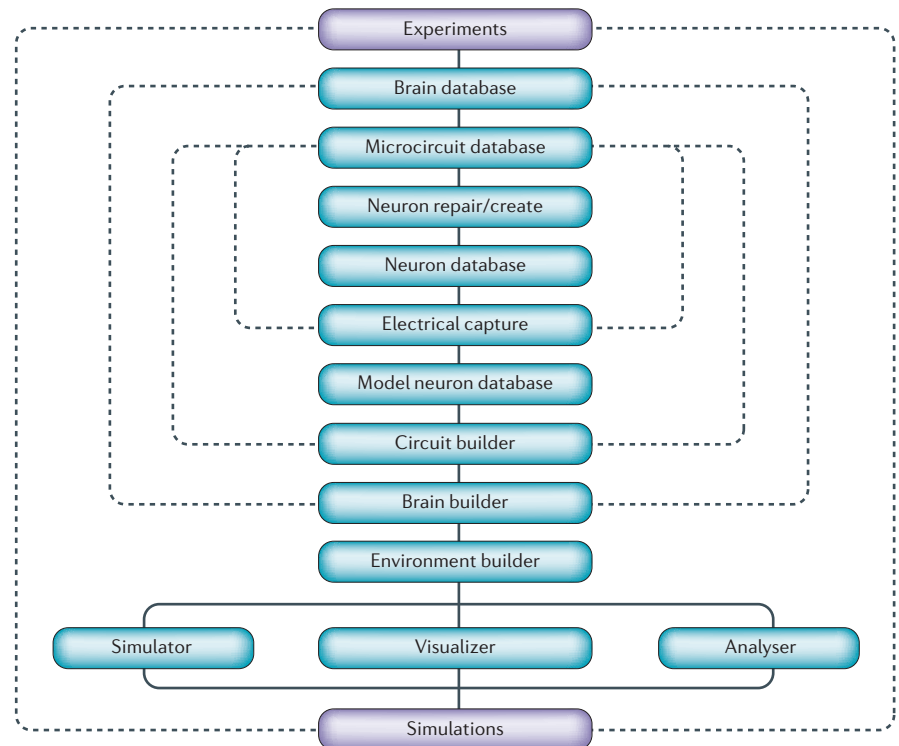 Experiments
Brain database
Microcircuit database
Neuron repair/create
Neuron database
Electrical capture
Model neuron database
Circuit builder
Brain builder
Environment builder
Simulator
Visualizer
Analyser
Simulations